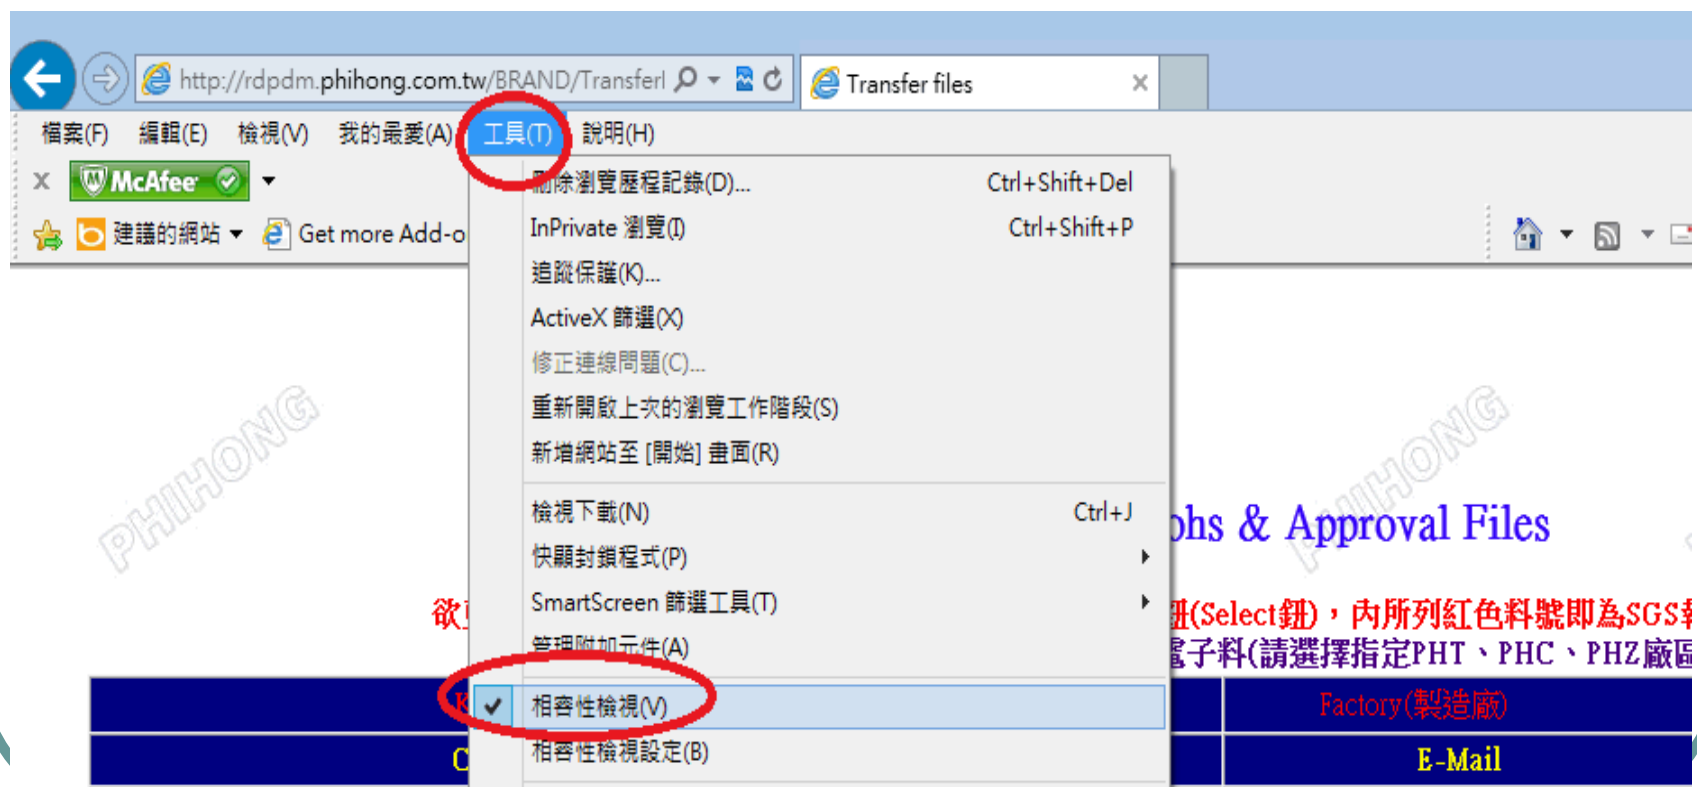 http://rdpdm.phihong.com.tw/BRAND/Transferl
Transfer files
檔案(F) 編輯(E) 檢視(V) 我的最愛(A) 工具(T) 說明(H)
x McAfee
刪除瀏覽歷程記錄(D)... Ctrl+Shift+Del
建議的網站 Get more Add-o
InPrivate 瀏覽(I) Ctrl+Shift+P
追蹤保護(K)...
ActiveX 篩選(X)
修正連線問題(C)...
重新開啟上次的瀏覽工作階段(S)
新增網站至 [開始] 畫面(R)
檢視下載(N) Ctrl+J
快顯封鎖程式(P)
SmartScreen 篩選工具(T)
管理附加元件(A)
相容性檢視(V)
相容性檢視設定(B)
PHIHONG
PHIHONG
ohs & Approval Files
欲
鈕(Select鈕)，內所列紅色料號即為SGS
電子料(請選擇指定PHT、PHC、PHZ廠區
K
Factory(製造廠)
C
E-Mail